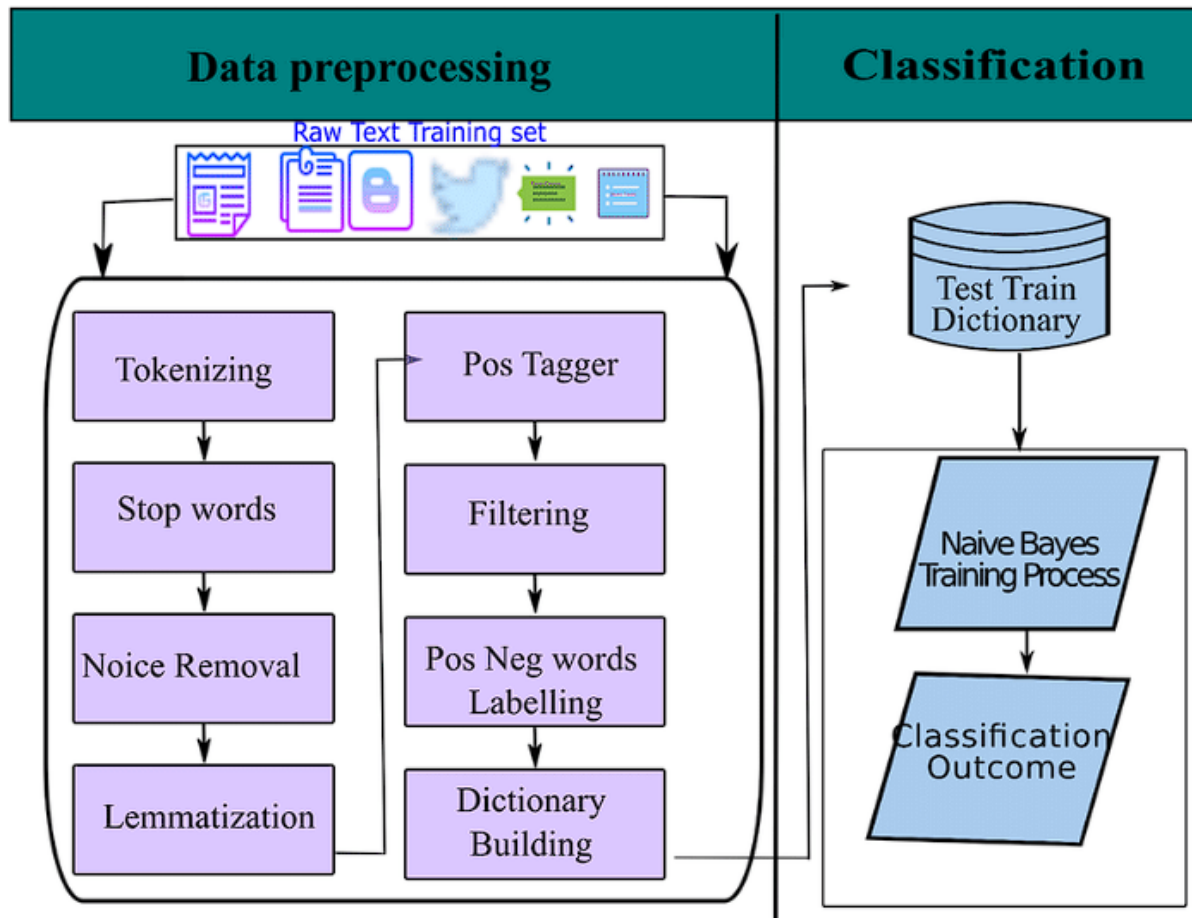 Data preprocessing
Classification
Raw Text Training set
Tokenizing
Stop words
Noice Removal
Lemmatization
Pos Tagger
Filtering
Pos Neg words
Labelling
Dictionary
Building
Test Train
Dictionary
Naive Bayes
Training Process
Classification
Outcome